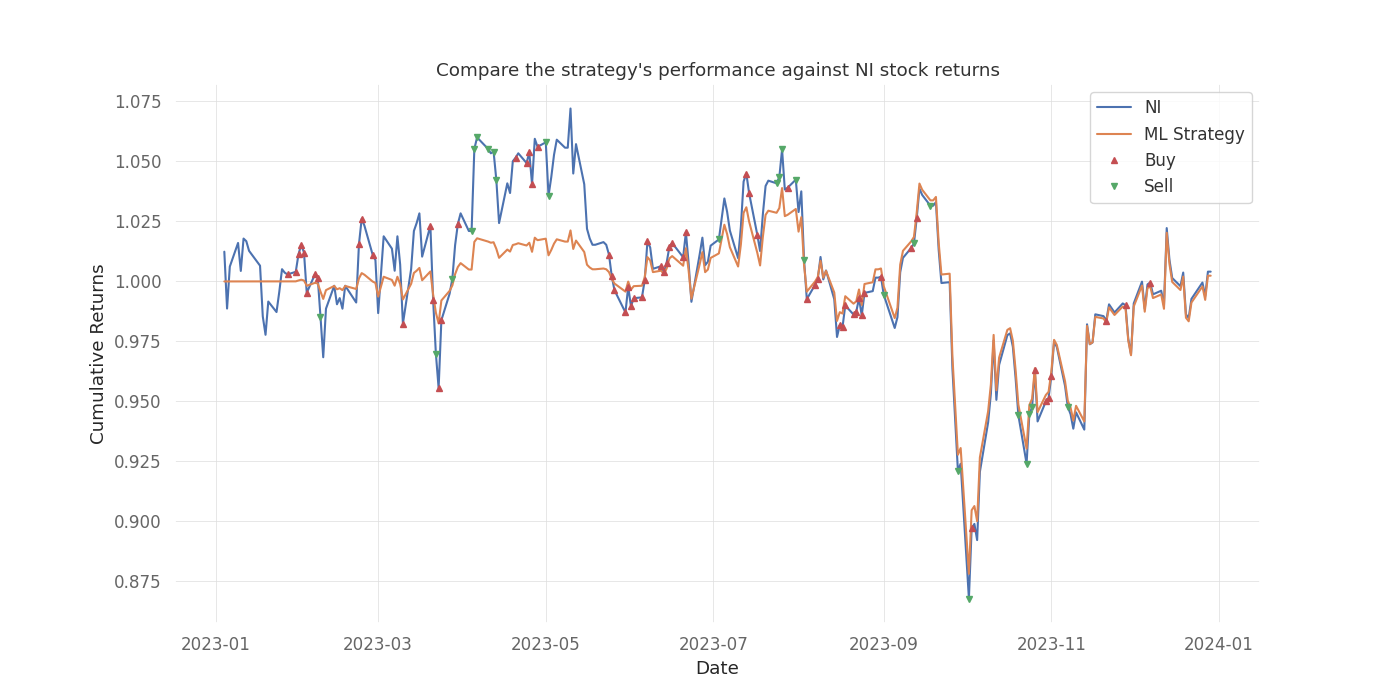 Compare the strategy's performance against NI stock returns
NI
ML Strategy
Buy
Sell
Cumulative Returns
1.075
1.050
1.025
1.000
0.975
0.950
0.925
0.900
0.875
2023-01 2023-03 2023-05 2023-07 2023-09 2023-11 2024-01
Date